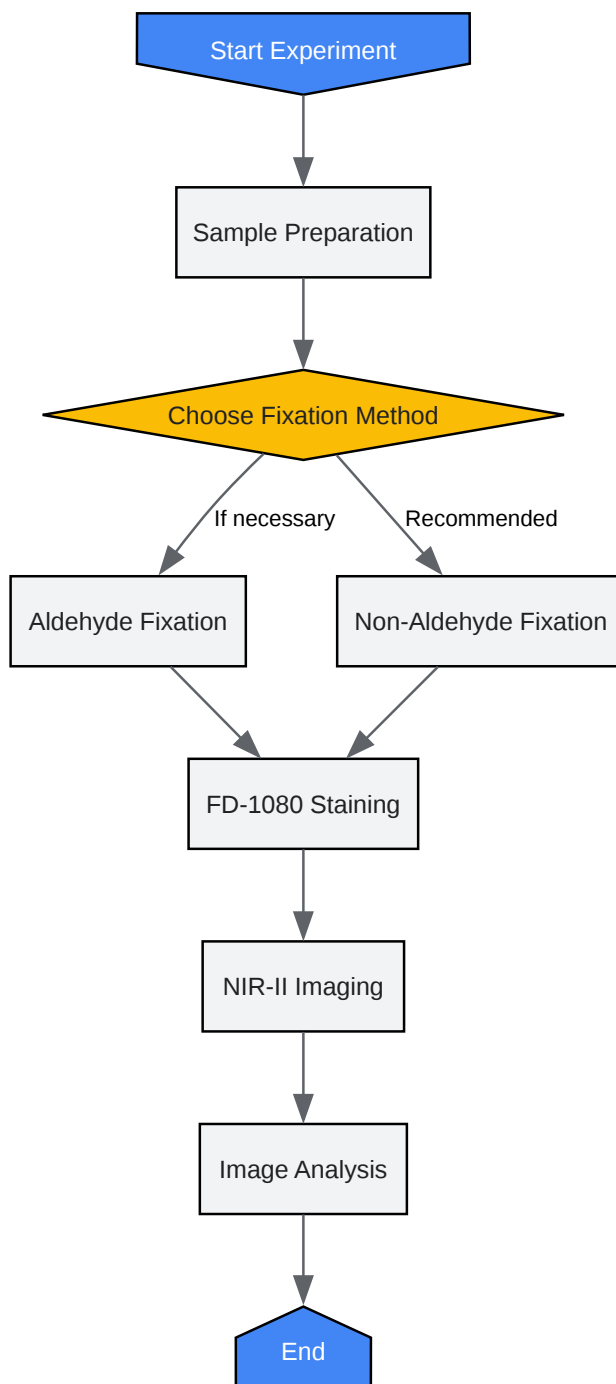 Start Experiment
Sample Preparation
Choose Fixation Method
If necessary
Recommended
Aldehyde Fixation
Non-Aldehyde Fixation
FD-1080 Staining
NIR-II Imaging
Image Analysis
End